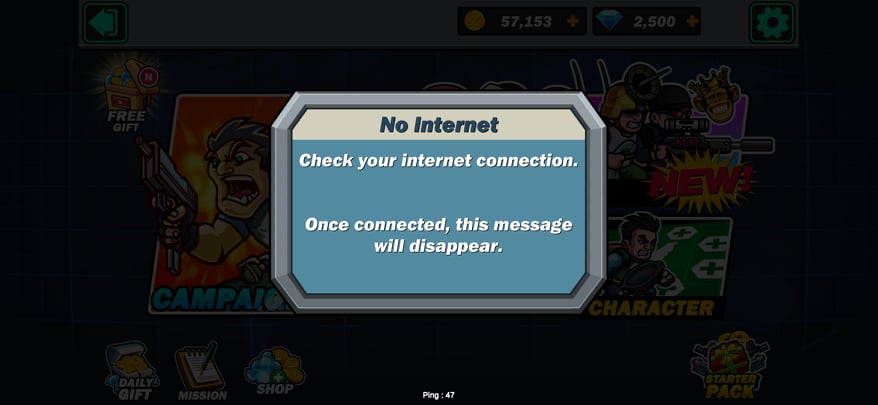 57,153
2,500
N
FREE
GIFT
No Internet
Check your internet connection.
NEW!
Once connected, this message
will disappear.
CHARACTER
DAILY
GIFT
MISSION
SHOP
STARTER
PACK
Ping : 47